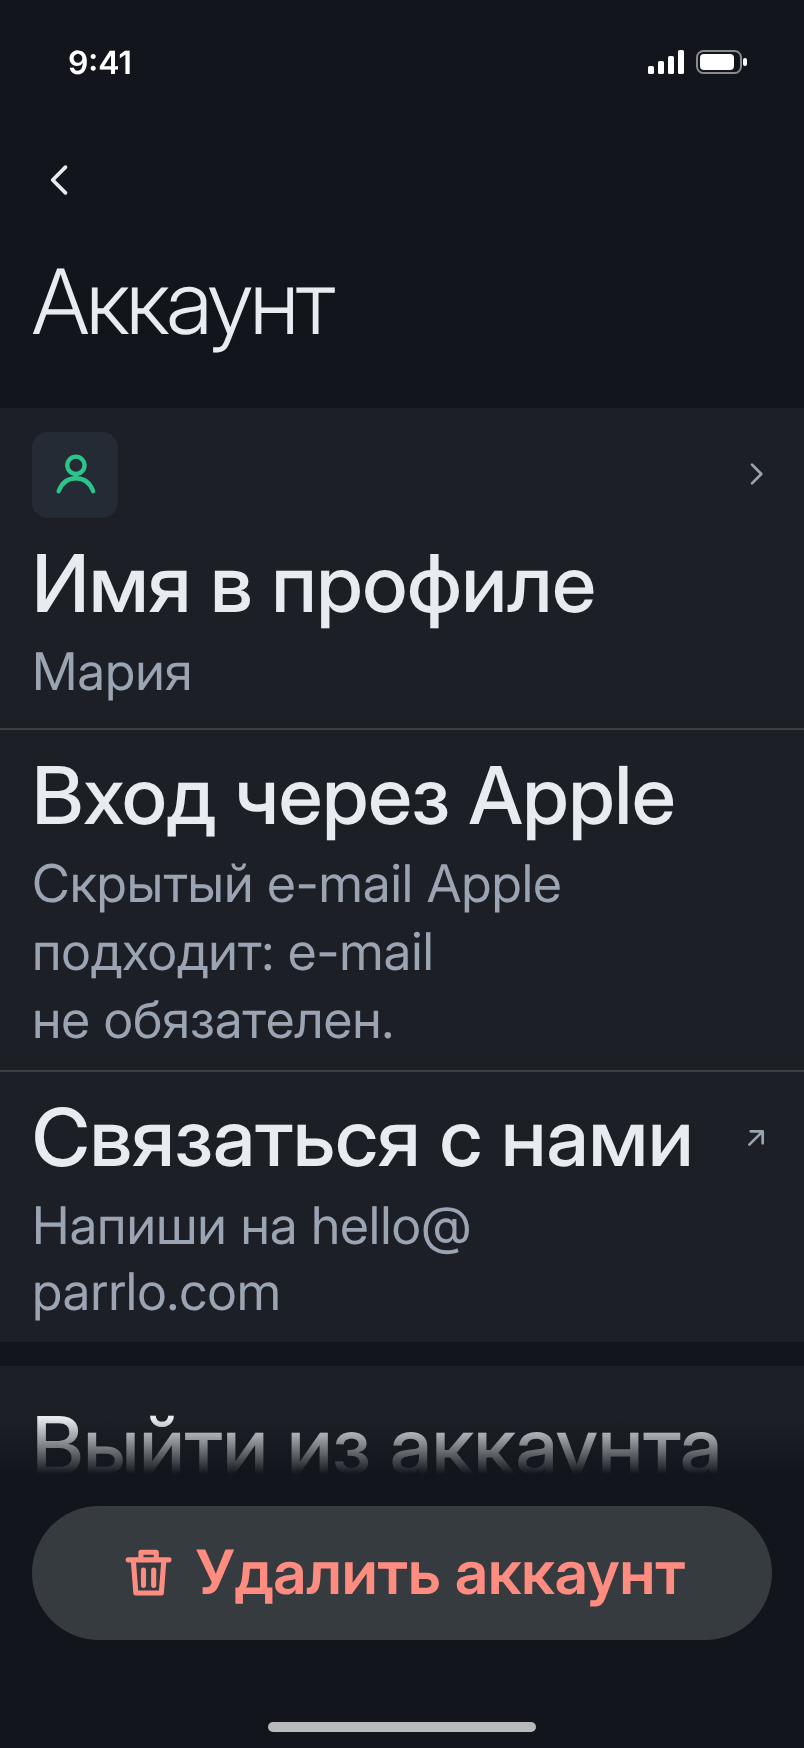 9:41
Аккаунт
Имя в профиле
Мария
Вход через Apple
Скрытый e-mail Apple
подходит: e-mail
не обязателен.
Связаться с нами
Напиши на hello@
parrlo.com
Выйти из аккаунта
Удалить аккаунт